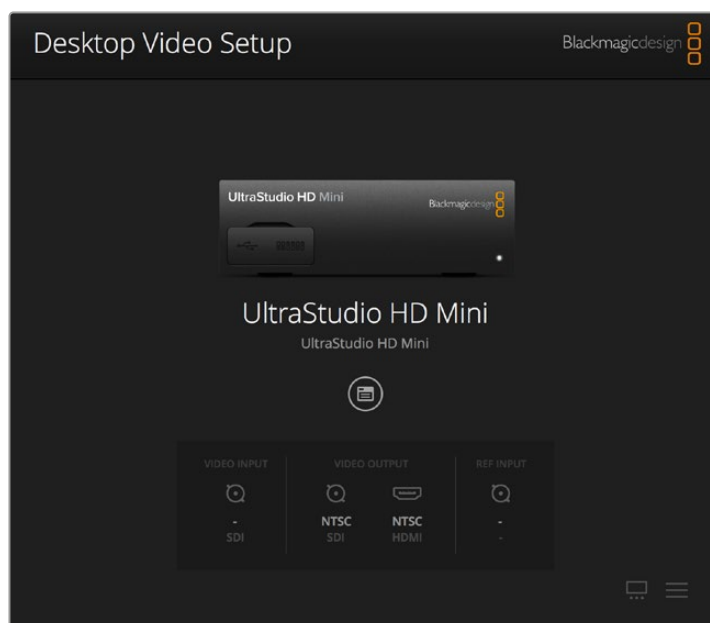 Desktop Video Setup
Blackmagicdesign
UltraStudio HD Mini
Blackmagicdesign
UltraStudio HD Mini
UltraStudio HD Mini
VIDEO INPUT VIDEO OUTPUT REF INPUT
- NTSC NTSC -
SDI SDI HDMI -